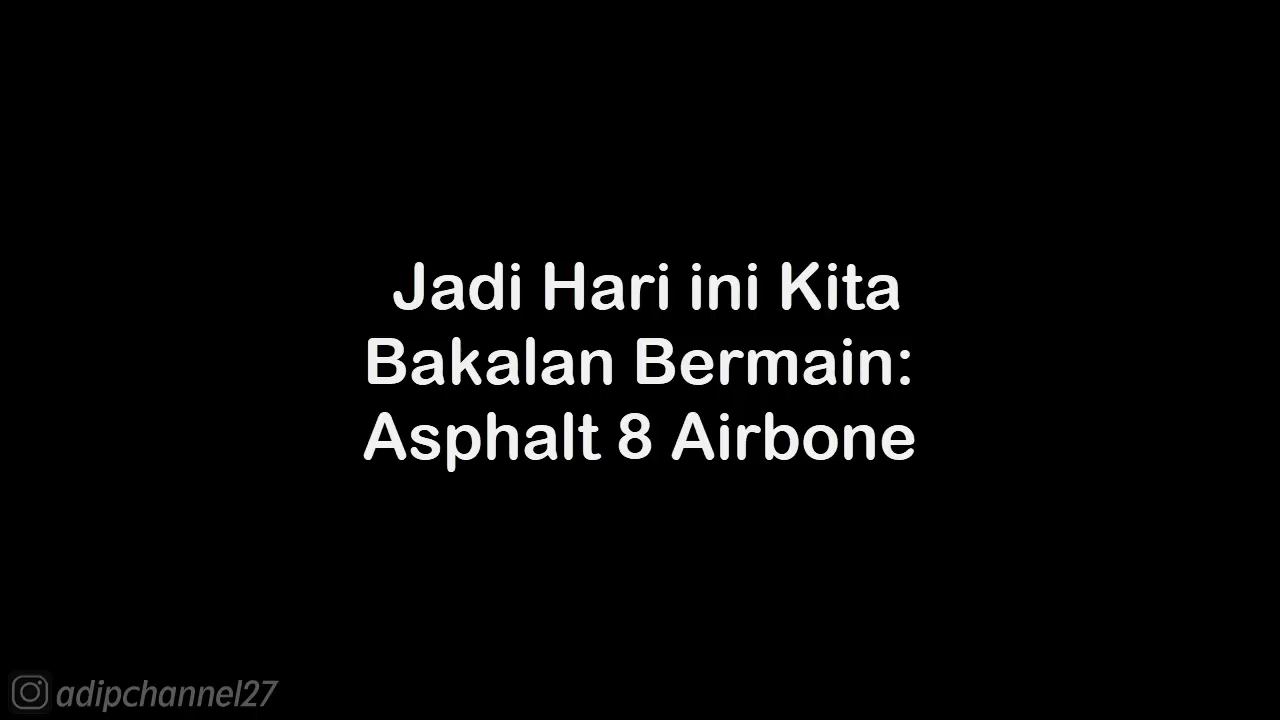 Jadi Hari ini Kita
Bakalan Bermain:
Asphalt 8 Airbone
adipchannel27